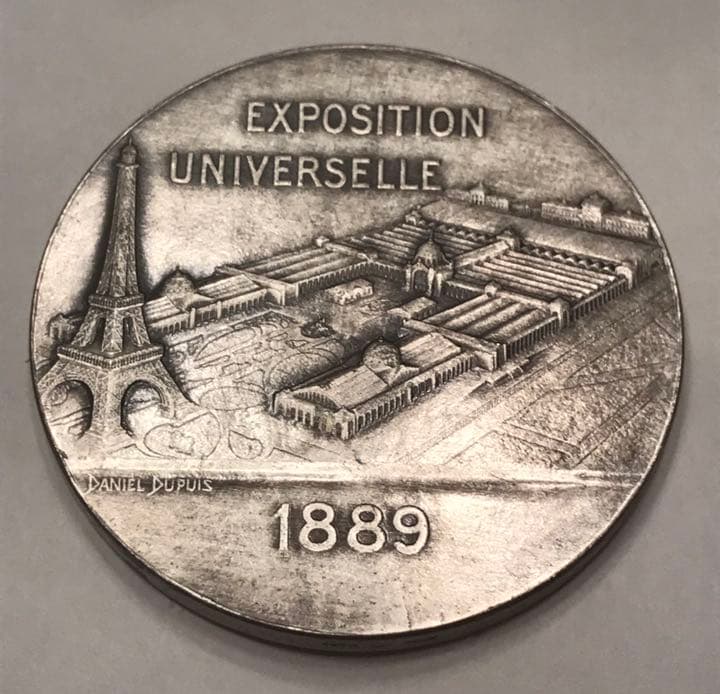 EXPOSITION
UNIVERSELLE
DANIEL DUPUIS
1889